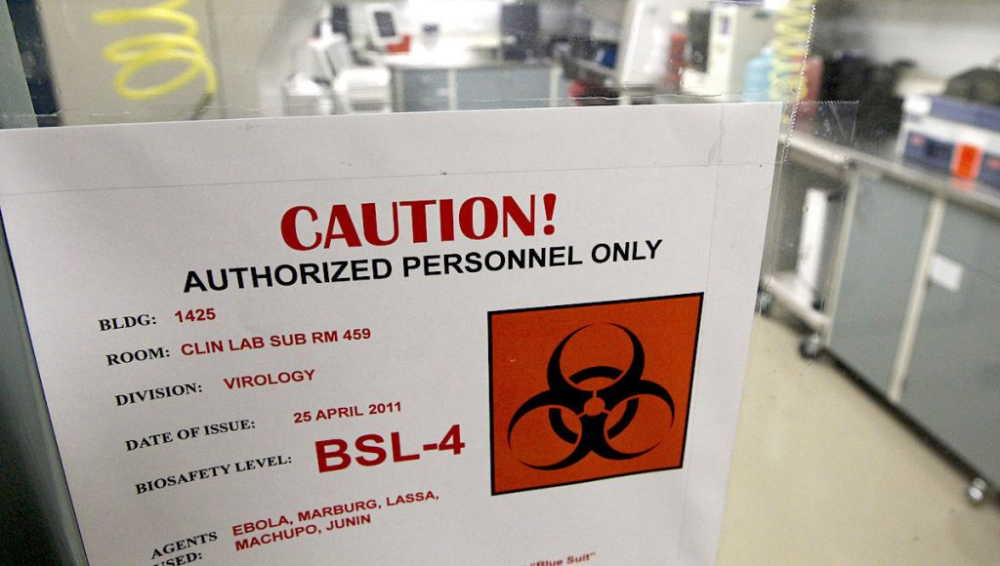 CAUTION!
AUTHORIZED PERSONNEL ONLY
BLDG: 1425
ROOM: CLIN LAB SUB RM 459
DIVISION: VIROLOGY
DATE OF ISSUE: 25 APRIL 2011
BIOSAFETY LEVEL: BSL-4
AGENTS USED: EBOLA, MARBURG, LASSA,
MACHUPO, JUNIN
"Blue Suit"